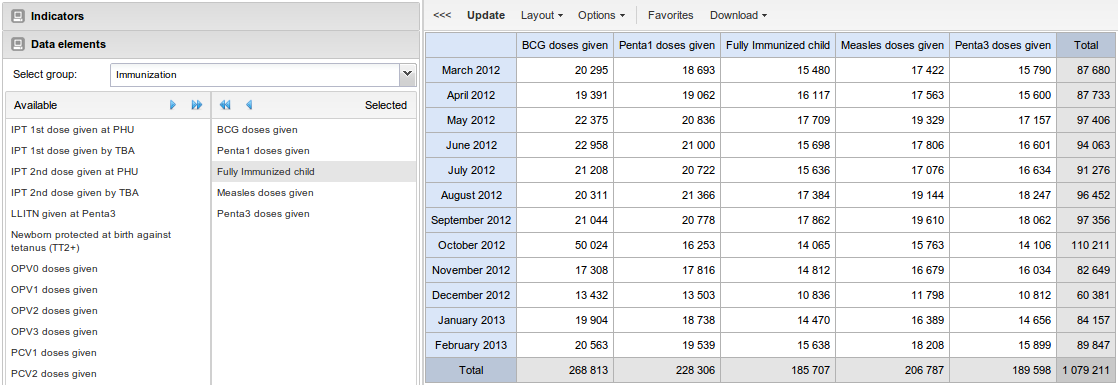 Indicators
Data elements
Select group: Immunization
Available Selected
IPT 1st dose given at PHU
IPT 1st dose given by TBA
IPT 2nd dose given at PHU
IPT 2nd dose given by TBA
LLITN given at Penta3
Newborn protected at birth against
tetanus (TT2+)
OPV0 doses given
OPV1 doses given
OPV2 doses given
OPV3 doses given
PCV1 doses given
PCV2 doses given
BCG doses given
Penta1 doses given
Fully Immunized child
Measles doses given
Penta3 doses given
<<< Update Layout Options Favorites Download
BCG doses given Penta1 doses given Fully Immunized child Measles doses given Penta3 doses given Total
March 2012 20 295 18 693 15 480 17 422 15 790 87 680
April 2012 19 391 19 062 16 117 17 563 15 600 87 733
May 2012 22 375 20 836 17 709 19 329 17 157 97 406
June 2012 22 958 21 000 15 698 17 806 16 601 94 063
July 2012 21 208 20 722 15 636 17 076 16 634 91 276
August 2012 20 311 21 366 17 384 19 144 18 247 96 452
September 2012 21 044 20 778 17 862 19 610 18 062 97 356
October 2012 50 024 16 253 14 065 15 763 14 106 110 211
November 2012 17 308 17 816 14 812 16 679 16 034 82 649
December 2012 13 432 13 503 10 836 11 798 10 812 60 381
January 2013 19 904 18 738 14 470 16 389 14 656 84 157
February 2013 20 563 19 539 15 638 18 208 15 899 89 847
Total 268 813 228 306 185 707 206 787 189 598 1 079 211